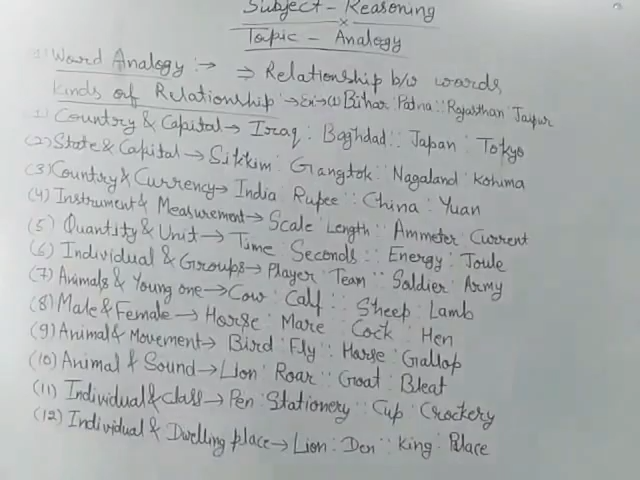 Subject - Reasoning
×
Topic - Analogy
1) Word Analogy :→ ⇒ Relationship b/w words
Kinds of Relationship → Ex → (1) Bihar : Patna :: Rajasthan : Jaipur
(1) Country & Capital → Iraq : Baghdad :: Japan : Tokyo
(2) State & Capital → Sikkim : Gangtok :: Nagaland : Kohima
(3) Country & Currency → India : Rupee :: China : Yuan
(4) Instrument & Measurement → Scale : Length :: Ammeter : Current
(5) Quantity & Unit → Time : Seconds :: Energy : Joule
(6) Individual & Groups → Player : Team :: Soldier : Army
(7) Animals & Young one → Cow : Calf :: Sheep : Lamb
(8) Male & Female → Horse : Mare :: Cock : Hen
(9) Animal & Movement → Bird : Fly :: Horse : Gallop
(10) Animal & Sound → Lion : Roar :: Goat : Bleat
(11) Individual & class → Pen : Stationery :: Cup : Crockery
(12) Individual & Dwelling place → Lion : Den :: King : Palace